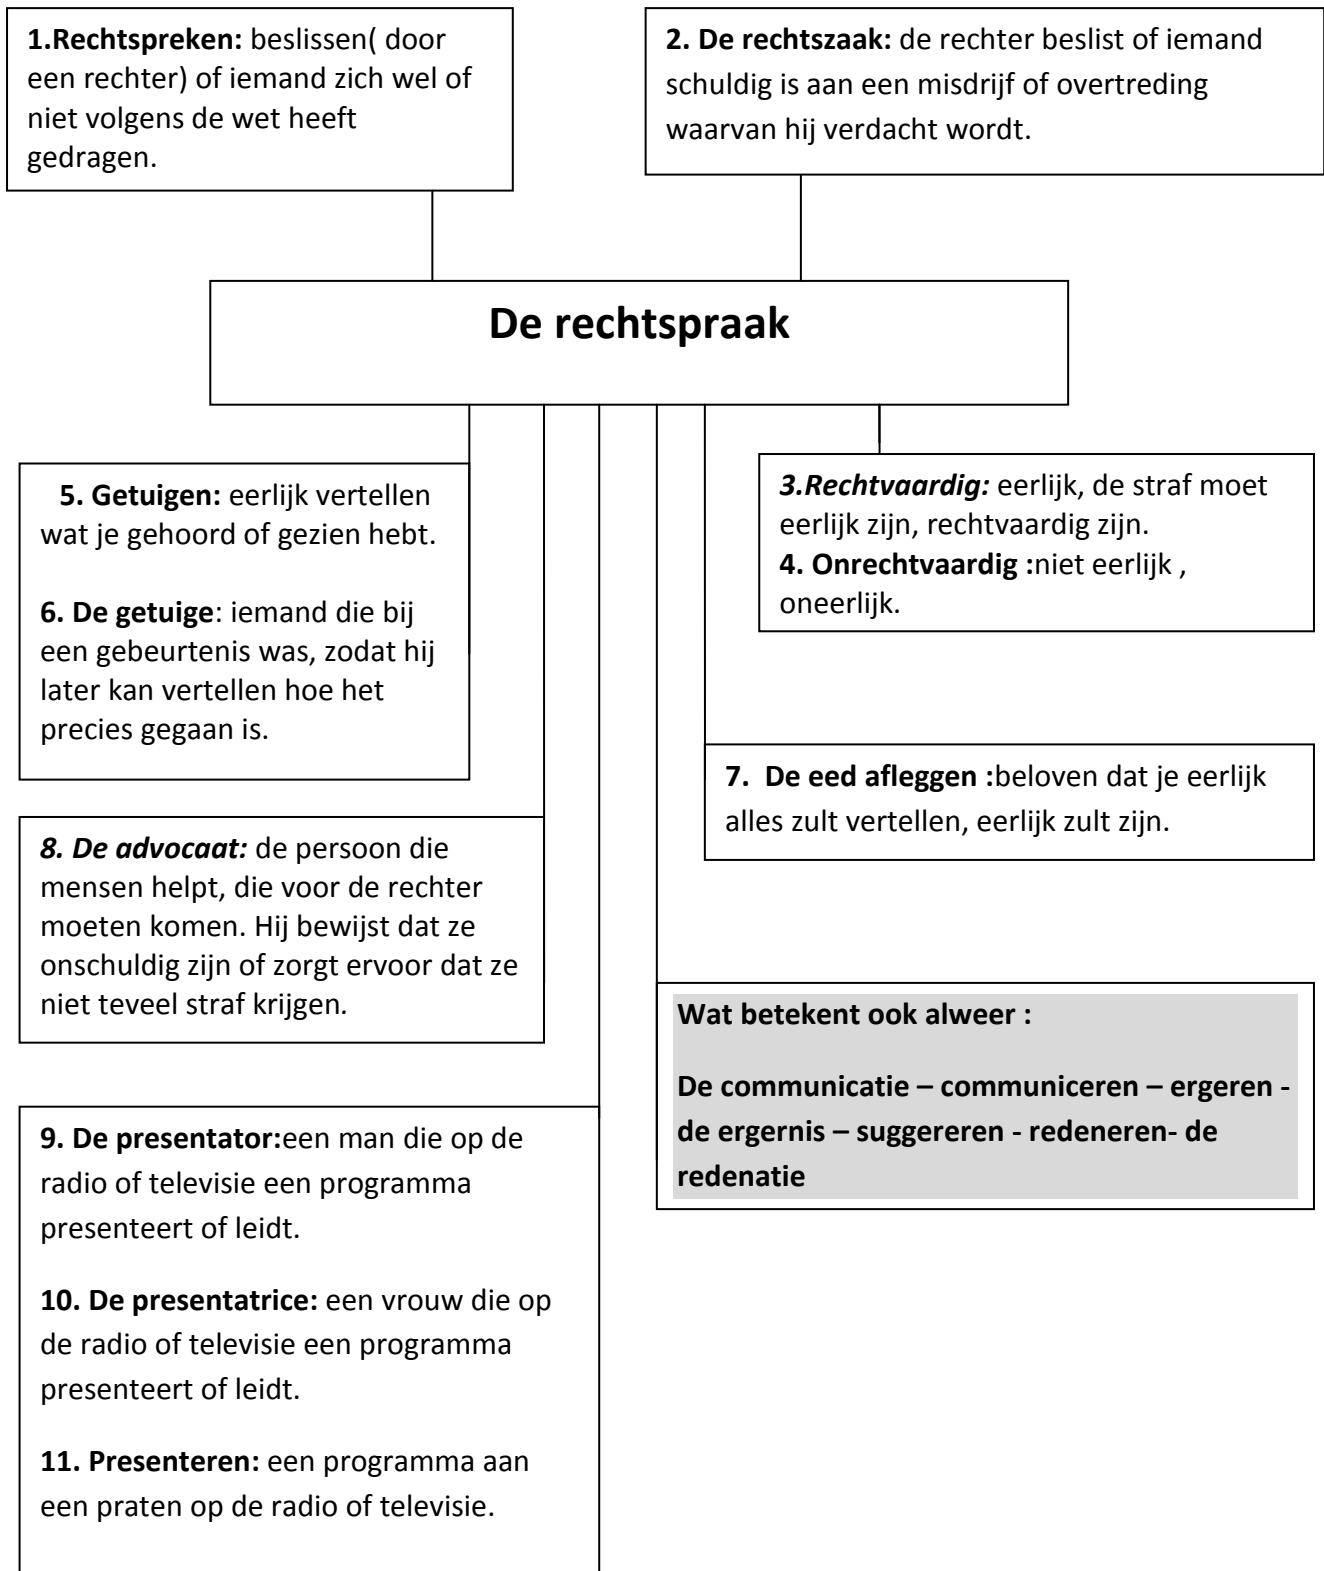 1.Rechtspreken: beslissen( door
een rechter) of iemand zich wel of
niet volgens de wet heeft
gedragen.
2. De rechtszaak: de rechter beslist of iemand
schuldig is aan een misdrijf of overtreding
waarvan hij verdacht wordt.
De rechtspraak
3.Rechtvaardig: eerlijk, de straf moet
eerlijk zijn, rechtvaardig zijn.
4. Onrechtvaardig :niet eerlijk ,
oneerlijk.
5. Getuigen: eerlijk vertellen
wat je gehoord of gezien hebt.
6. De getuige: iemand die bij
een gebeurtenis was, zodat hij
later kan vertellen hoe het
precies gegaan is.
7. De eed afleggen :beloven dat je eerlijk
alles zult vertellen, eerlijk zult zijn.
8. De advocaat: de persoon die
mensen helpt, die voor de rechter
moeten komen. Hij bewijst dat ze
onschuldig zijn of zorgt ervoor dat ze
niet teveel straf krijgen.
Wat betekent ook alweer :
De communicatie – communiceren – ergeren -
de ergernis – suggereren - redeneren- de
redenatie
9. De presentator:een man die op de
radio of televisie een programma
presenteert of leidt.
10. De presentatrice: een vrouw die op
de radio of televisie een programma
presenteert of leidt.
11. Presenteren: een programma aan
een praten op de radio of televisie.